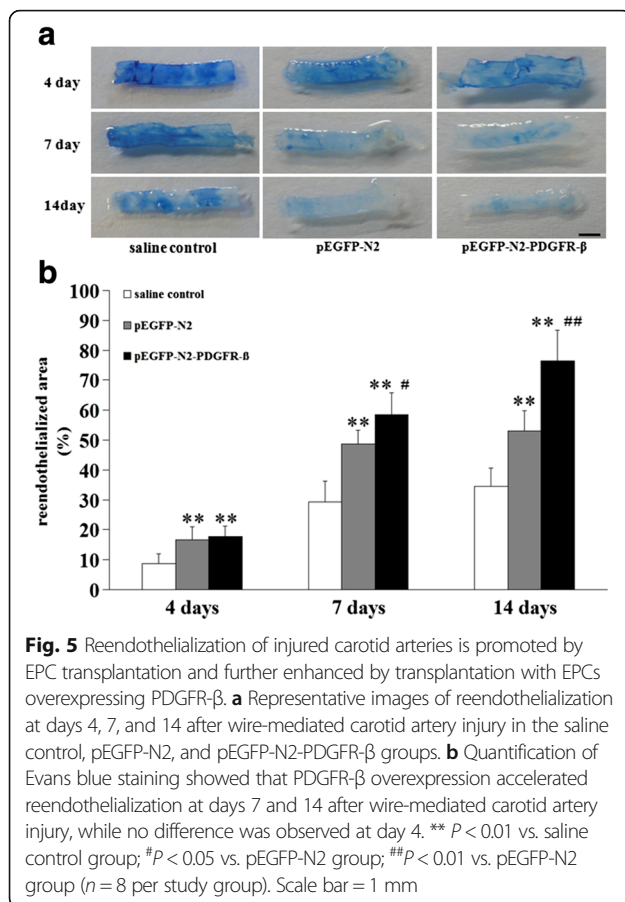 a
4 day
7 day
14day
saline control
pEGFP-N2
pEGFP-N2-PDGFR-β
b
100
90
80
70
60
50
40
30
20
10
0
reendothelialized area
(%)
saline control
pEGFP-N2
pEGFP-N2-PDGFR-ß
** **
** ** #
** ** ##
4 days
7 days
14 days
Fig. 5 Reendothelialization of injured carotid arteries is promoted by
EPC transplantation and further enhanced by transplantation with EPCs
overexpressing PDGFR-β. a Representative images of reendothelialization
at days 4, 7, and 14 after wire-mediated carotid artery injury in the saline
control, pEGFP-N2, and pEGFP-N2-PDGFR-β groups. b Quantification of
Evans blue staining showed that PDGFR-β overexpression accelerated
reendothelialization at days 7 and 14 after wire-mediated carotid artery
injury, while no difference was observed at day 4. ** P < 0.01 vs. saline
control group; #P < 0.05 vs. pEGFP-N2 group; ##P < 0.01 vs. pEGFP-N2
group (n = 8 per study group). Scale bar = 1 mm